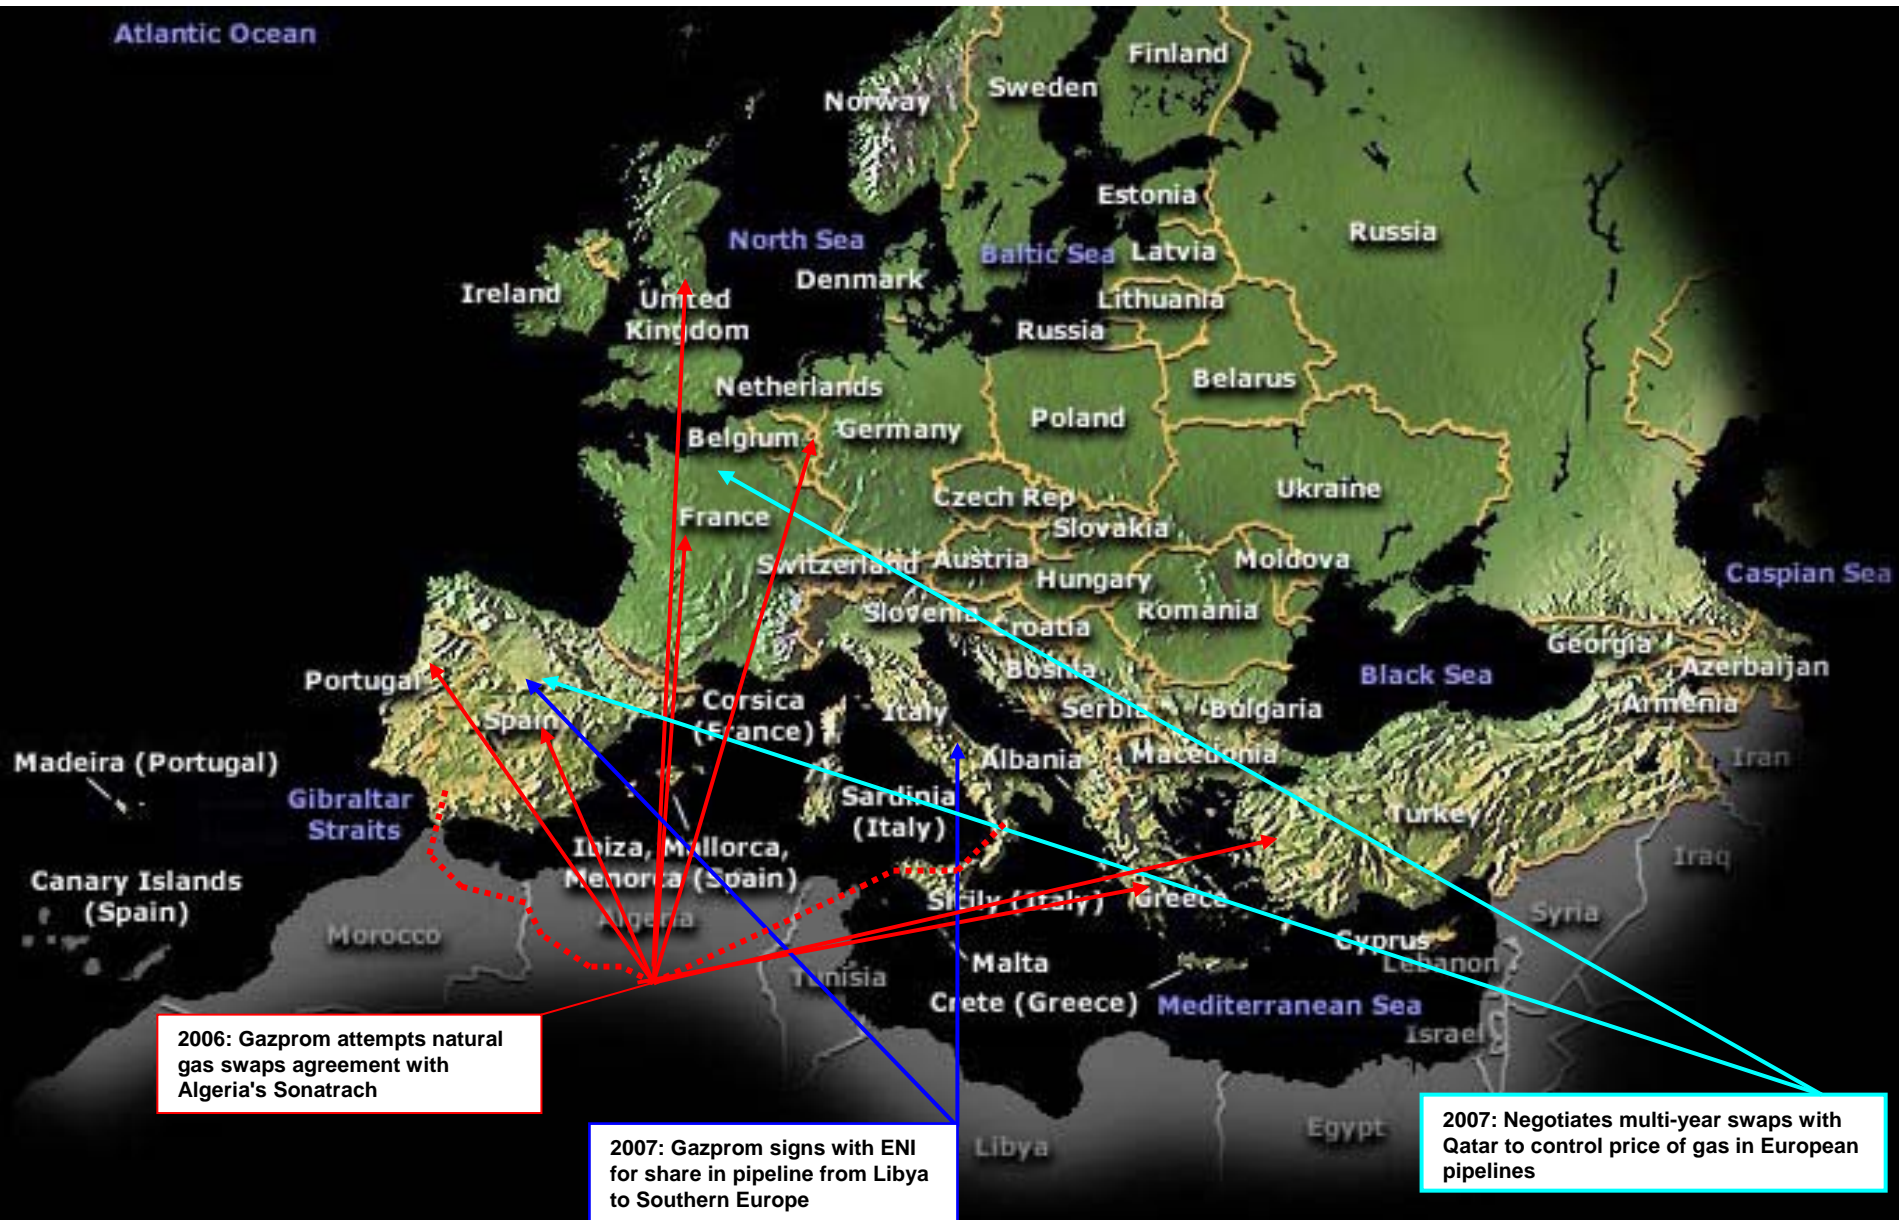 Atlantic Ocean
Finland
Sweden
Norway
Estonia
Russia
North Sea
Baltic Sea
Latvia
Denmark
Ireland
United
Kingdom
Lithuania
Russia
Netherlands
Belarus
Poland
Belgium
Germany
Ukraine
Czech Rep
France
Slovakia
Switzerland
Austria
Moldova
Hungary
Caspian Sea
Slovenia
Croatia
Romania
Georgia
Bosnia
Azerbaijan
Portugal
Black Sea
Corsica
(France)
Italy
Serbia
Bulgaria
Armenia
Spain
Albania
Macedonia
Iran
Madeira (Portugal)
Gibraltar
Straits
Sardinia
(Italy)
Turkey
Ibiza, Mallorca,
Menorca (Spain)
Iraq
Canary Islands
(Spain)
Sicily (Italy)
Greece
Syria
Algeria
Morocco
Cyprus
Malta
Lebanon
Tunisia
Crete (Greece)
Mediterranean Sea
Israel
2006: Gazprom attempts natural
gas swaps agreement with
Algeria's Sonatrach
2007: Gazprom signs with ENI
for share in pipeline from Libya
to Southern Europe
Libya
Egypt
2007: Negotiates multi-year swaps with
Qatar to control price of gas in European
pipelines